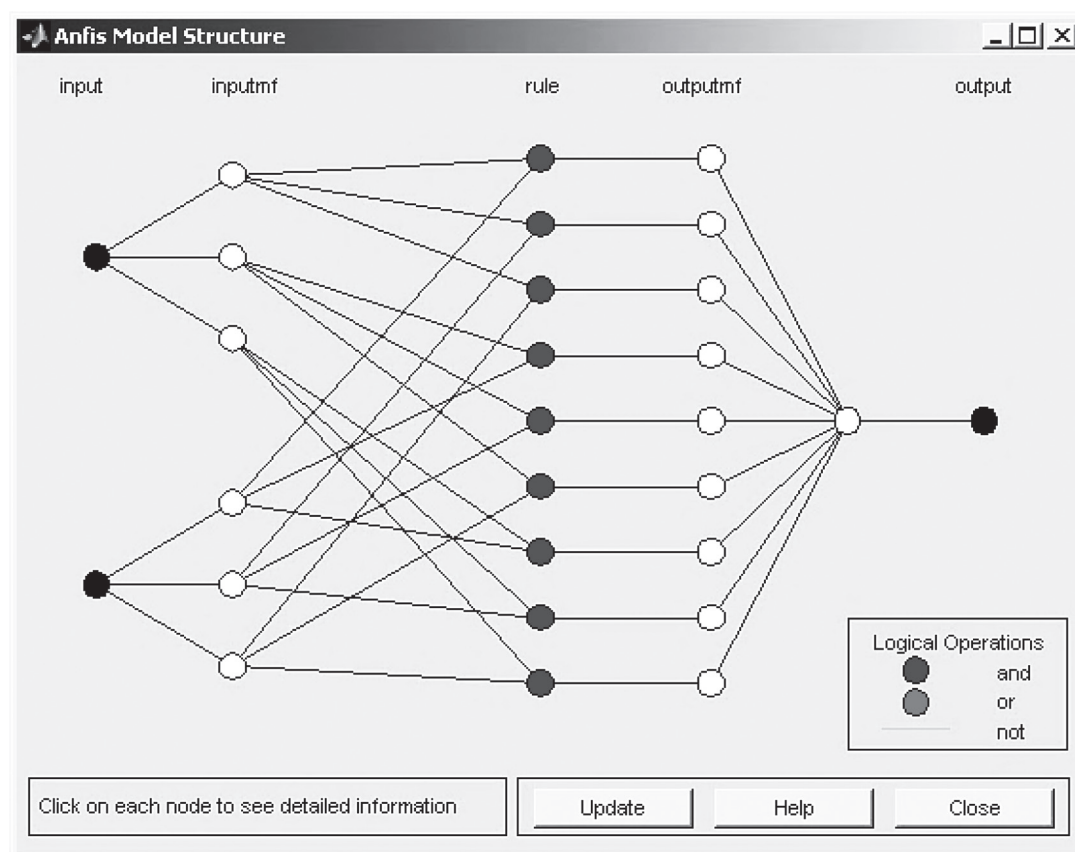 Anfis Model Structure
input inputmf rule outputmf output
Logical Operations
and
or
not
Click on each node to see detailed information
Update Help Close